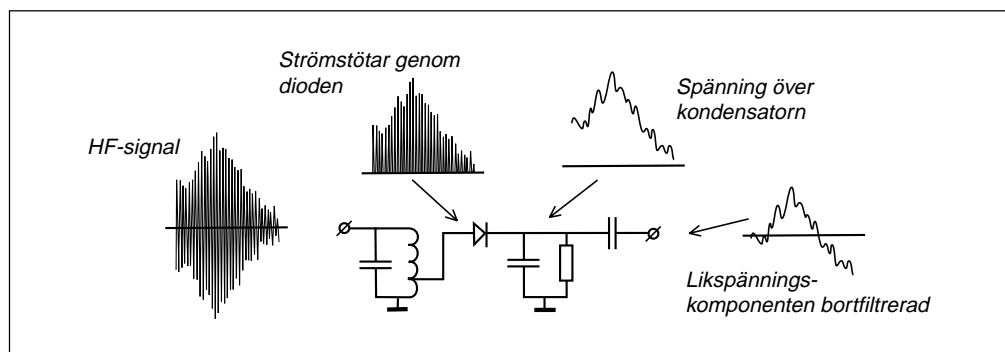 Strömstötar genom
dioden
Spänning över
kondensatorn
HF-signal
Likspännings-
komponenten bortfiltrerad